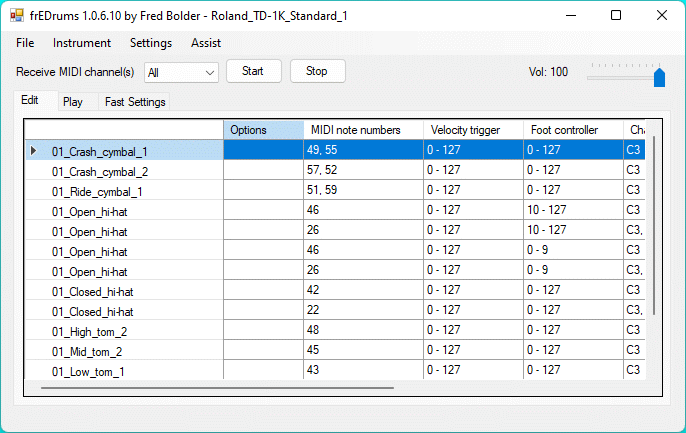 frEDrums 1.0.6.10 by Fred Bolder - Roland_TD-1K_Standard_1
File Instrument Settings Assist
Receive MIDI channel(s) All Start Stop Vol: 100
Edit Play Fast Settings
Options MIDI note numbers Velocity trigger Foot controller Cha
01_Crash_cymbal_1 49, 55 0 - 127 0 - 127 C3
01_Crash_cymbal_2 57, 52 0 - 127 0 - 127 C3
01_Ride_cymbal_1 51, 59 0 - 127 0 - 127 C3
01_Open_hi-hat 46 0 - 127 10 - 127 C3
01_Open_hi-hat 26 0 - 127 10 - 127 C3,
01_Open_hi-hat 46 0 - 127 0 - 9 C3
01_Open_hi-hat 26 0 - 127 0 - 9 C3,
01_Closed_hi-hat 42 0 - 127 0 - 127 C3
01_Closed_hi-hat 22 0 - 127 0 - 127 C3,
01_High_tom_2 48 0 - 127 0 - 127 C3
01_Mid_tom_2 45 0 - 127 0 - 127 C3
01_Low_tom_1 43 0 - 127 0 - 127 C3